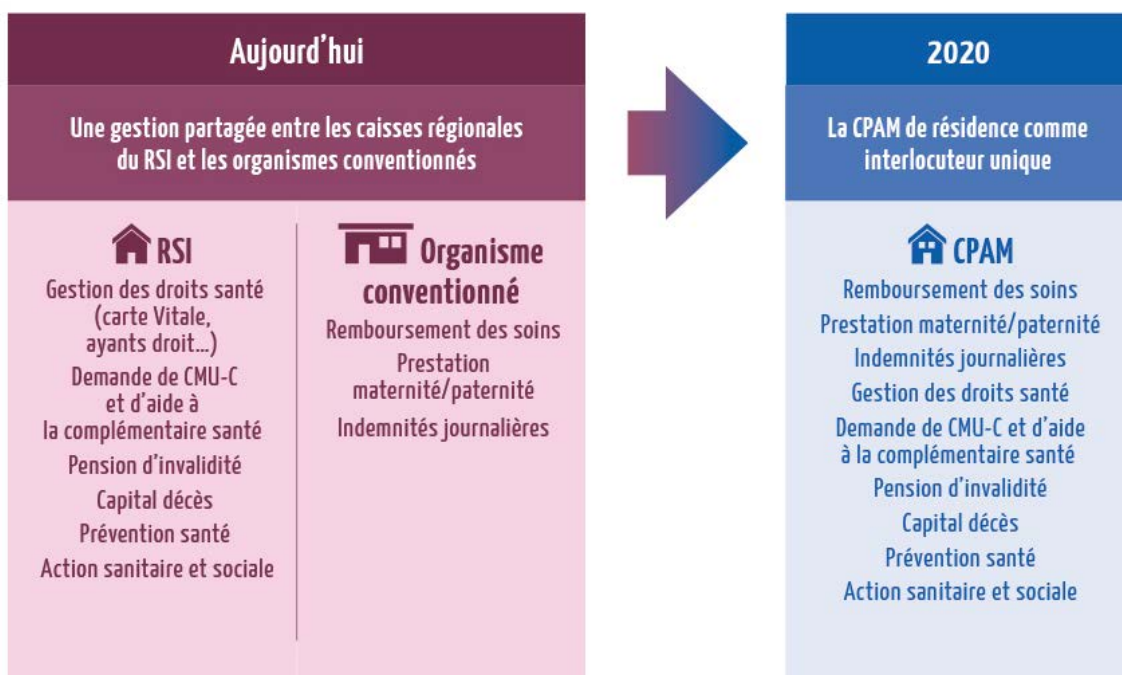 Aujourd'hui
Une gestion partagée entre les caisses régionales
du RSI et les organismes conventionnés
RSI
Gestion des droits santé
(carte Vitale,
ayants droit...)
Demande de CMU-C
et d'aide à
la complémentaire santé
Pension d'invalidité
Capital décès
Prévention santé
Action sanitaire et sociale
Organisme
conventionné
Remboursement des soins
Prestation
maternité/paternité
Indemnités journalières
2020
La CPAM de résidence comme
interlocuteur unique
CPAM
Remboursement des soins
Prestation maternité/paternité
Indemnités journalières
Gestion des droits santé
Demande de CMU-C et d'aide
à la complémentaire santé
Pension d'invalidité
Capital décès
Prévention santé
Action sanitaire et sociale